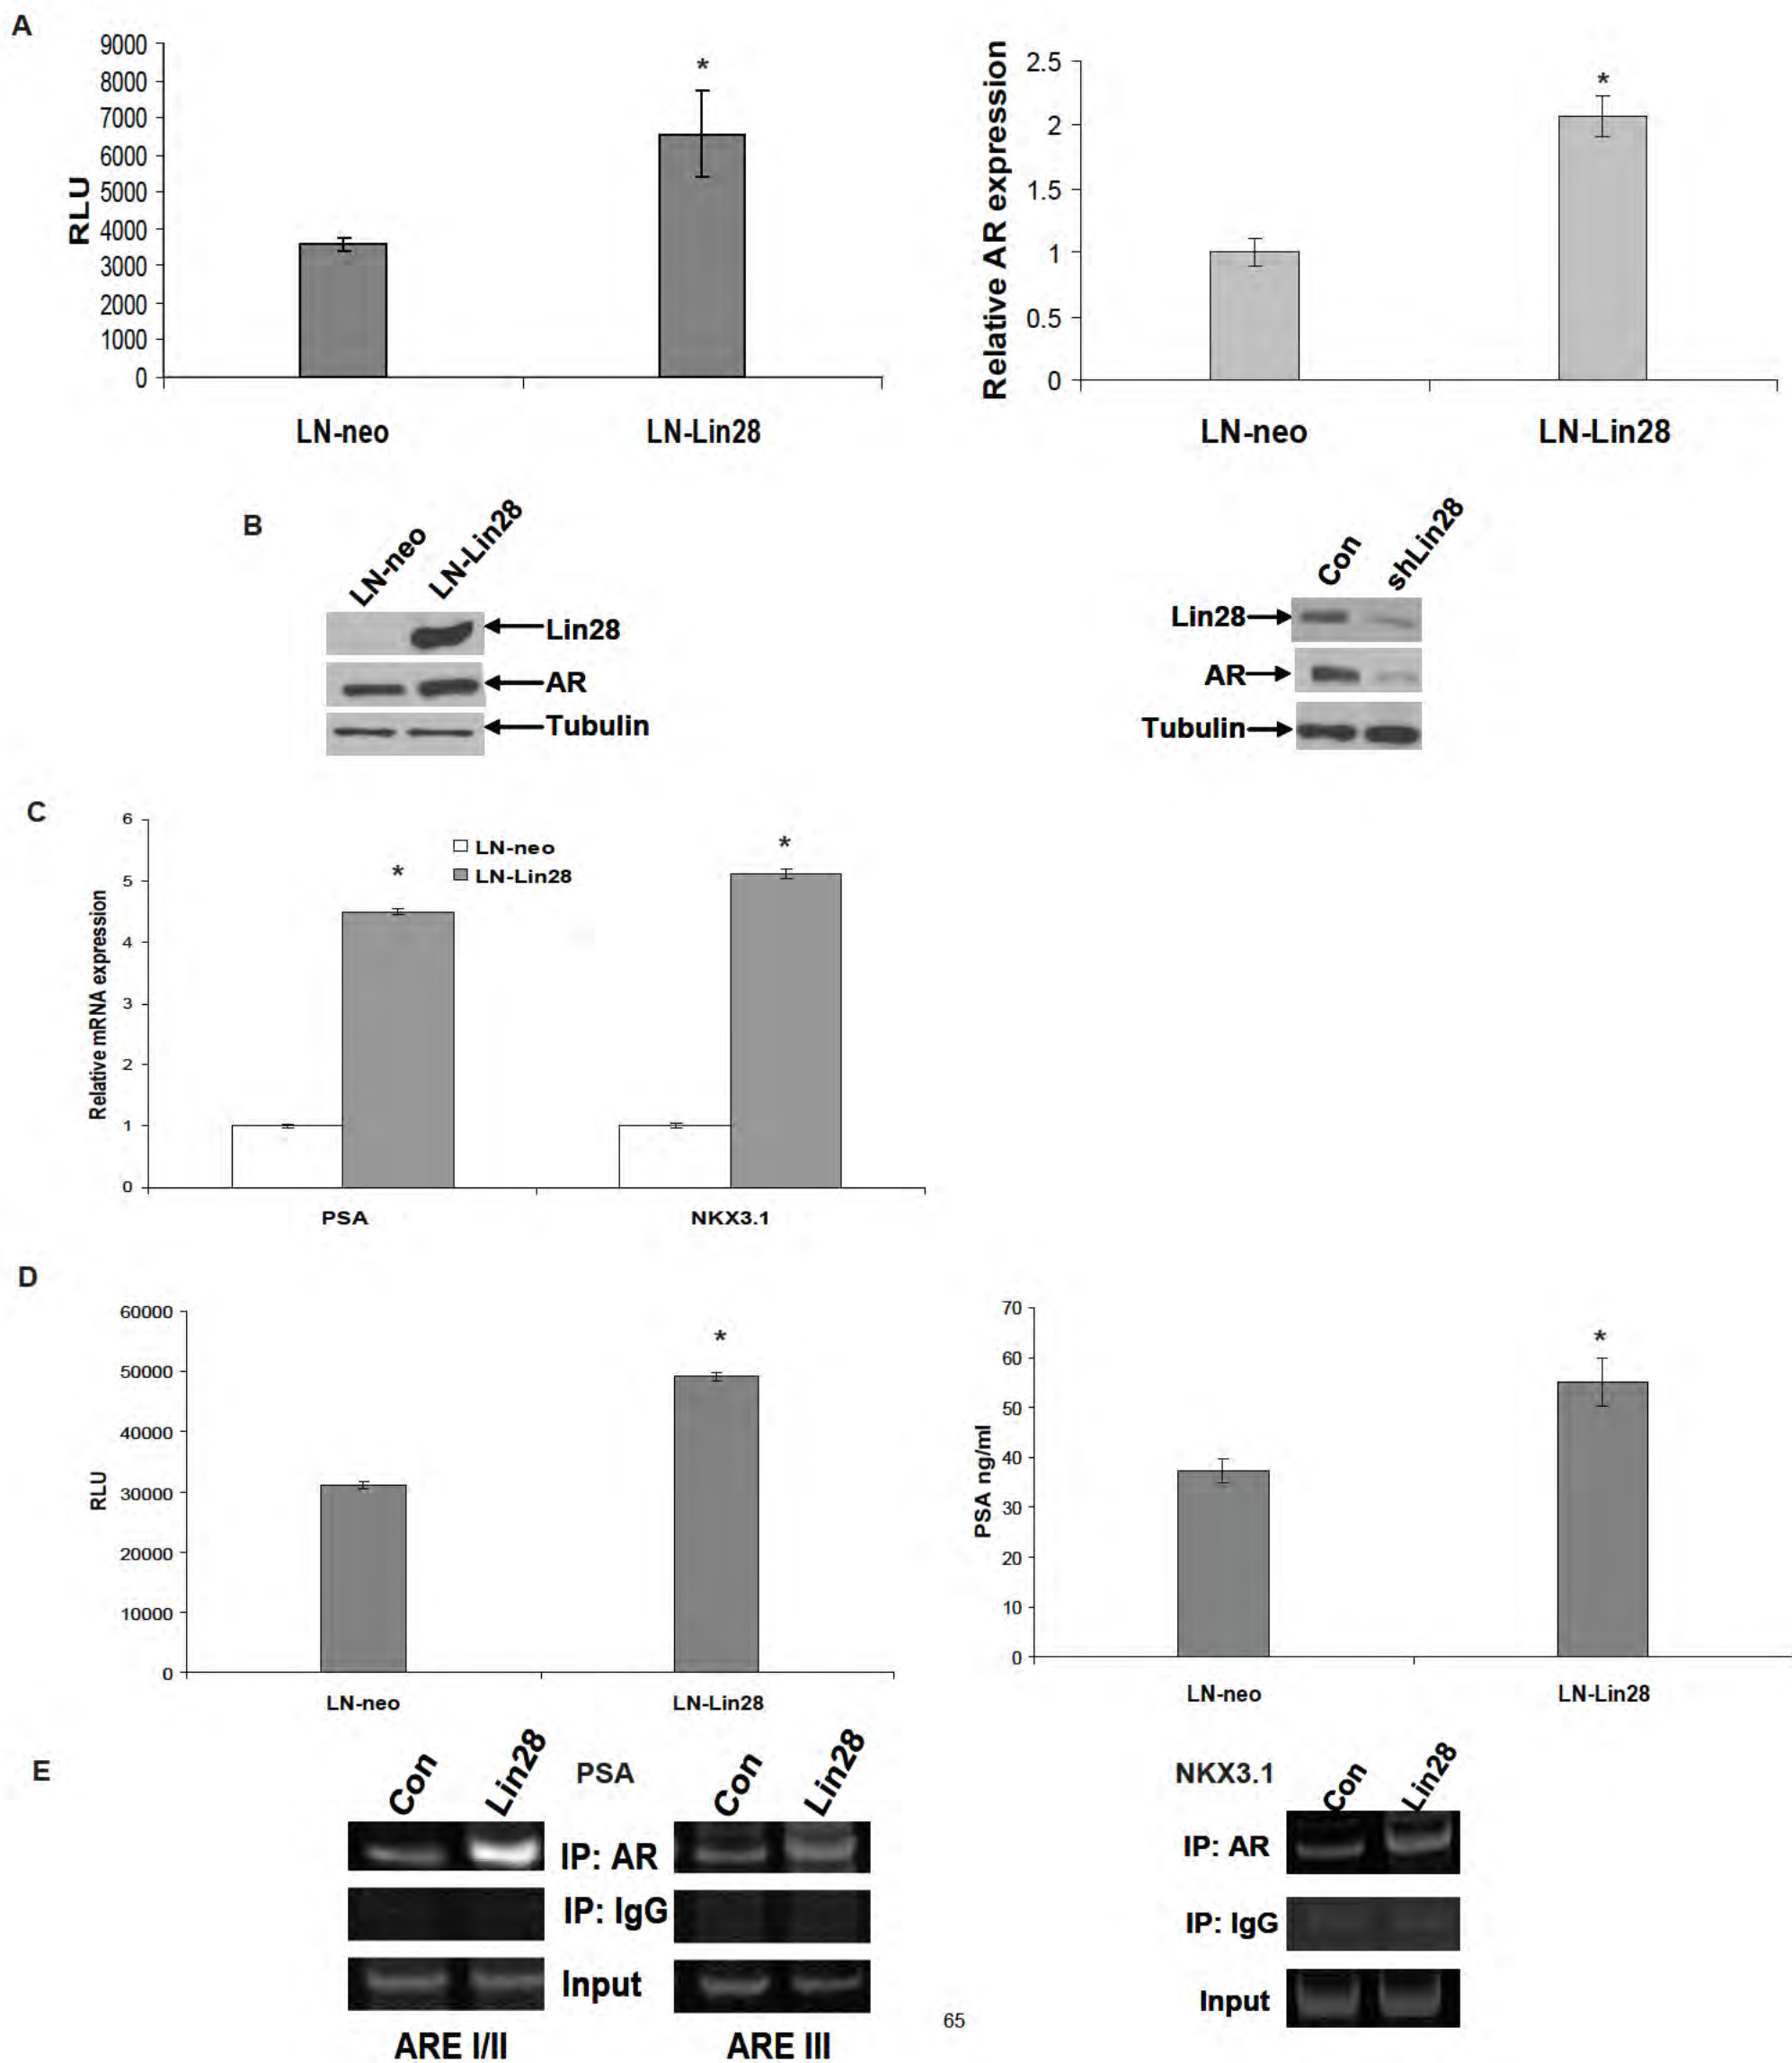 A
RLU
9000
8000
7000
6000
5000
4000
3000
2000
1000
0
*
LN-neo
LN-Lin28
Relative AR expression
2.5
2
1.5
1
0.5
0
*
LN-neo
LN-Lin28
B
LN-neo
LN-Lin28
Lin28
AR
Tubulin
Con
shLin28
Lin28
AR
Tubulin
C
Relative mRNA expression
6
5
4
3
2
1
0
*
*
LN-neo
LN-Lin28
PSA
NKX3.1
D
RLU
60000
50000
40000
30000
20000
10000
0
*
LN-neo
LN-Lin28
PSA ng/ml
70
60
50
40
30
20
10
0
*
LN-neo
LN-Lin28
E
Con
Lin28
PSA
Con
Lin28
IP: AR
IP: IgG
Input
ARE I/II
ARE III
NKX3.1
Con
Lin28
IP: AR
IP: IgG
Input
65